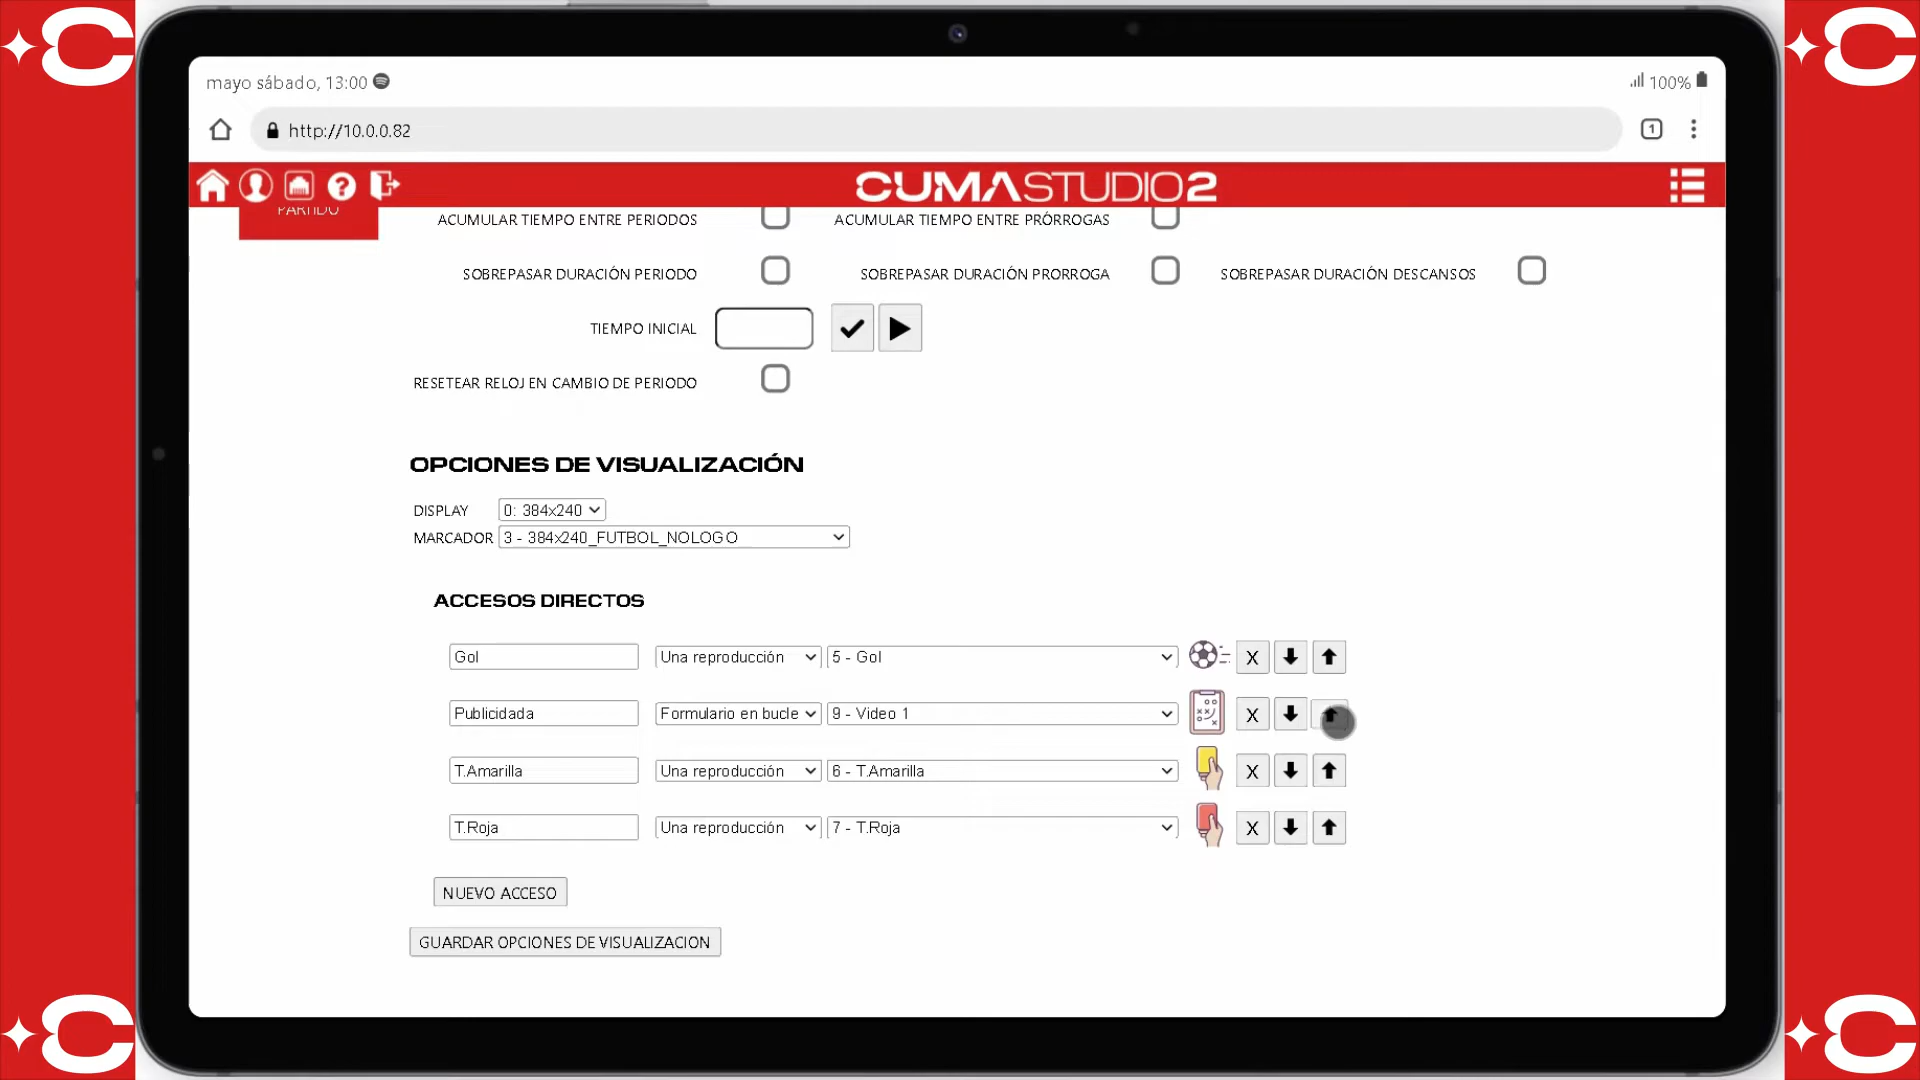 mayo sábado, 13:00
100%
http://10.0.0.82
1
CUMASTUDIO2
PARTIDO
ACUMULAR TIEMPO ENTRE PERIODOS
ACUMULAR TIEMPO ENTRE PRÓRROGAS
SOBREPASAR DURACIÓN PERIODO
SOBREPASAR DURACIÓN PRORROGA
SOBREPASAR DURACIÓN DESCANSOS
TIEMPO INICIAL
RESETEAR RELOJ EN CAMBIO DE PERIODO
OPCIONES DE VISUALIZACIÓN
DISPLAY 0: 384x240
MARCADOR 3 - 384x240_FUTBOL_NOLOGO
ACCESOS DIRECTOS
Gol Una reproducción 5 - Gol X
Publicidada Formulario en bucle 9 - Video 1 X
T.Amarilla Una reproducción 6 - T.Amarilla X
T.Roja Una reproducción 7 - T.Roja X
NUEVO ACCESO
GUARDAR OPCIONES DE VISUALIZACION